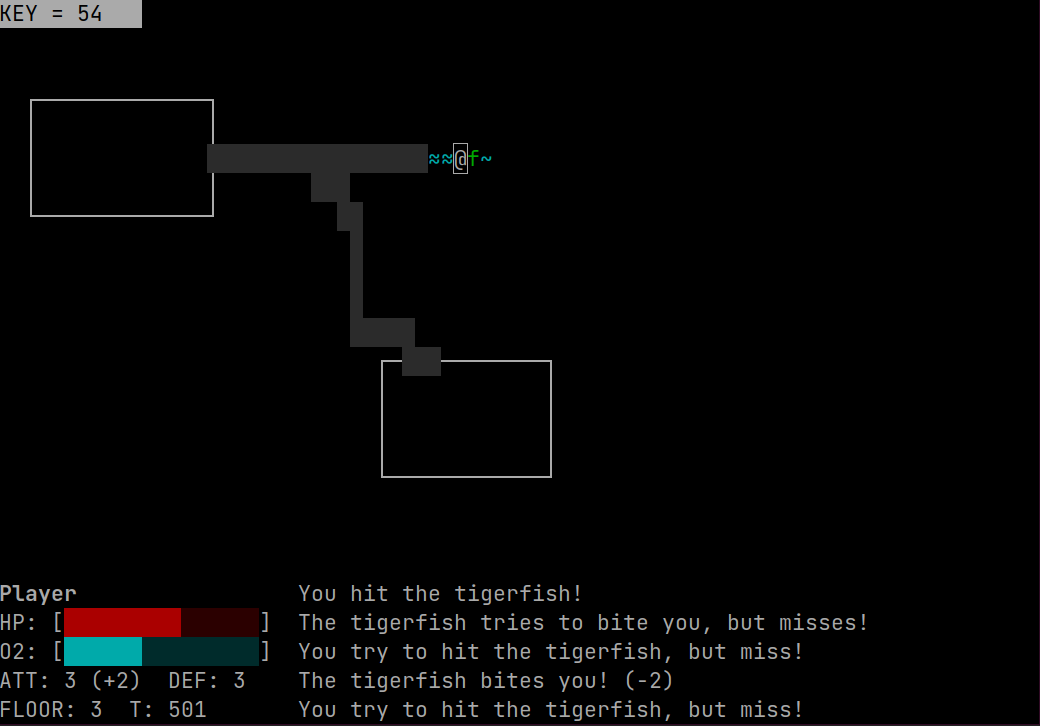 KEY = 54
≈≈@f~
Player
You hit the tigerfish!
HP: [ ]
The tigerfish tries to bite you, but misses!
O2: [ ]
You try to hit the tigerfish, but miss!
ATT: 3 (+2) DEF: 3
The tigerfish bites you! (-2)
FLOOR: 3 T: 501
You try to hit the tigerfish, but miss!